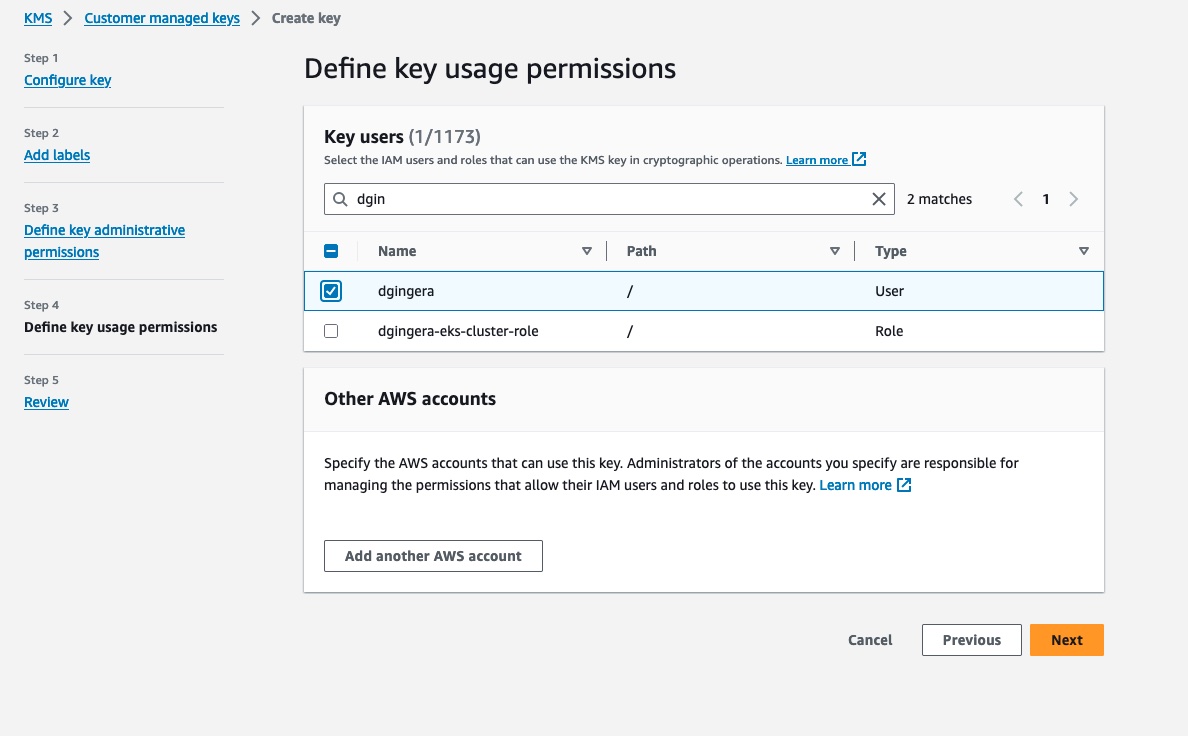 KMS > Customer managed keys > Create key
Step 1
Configure key
Step 2
Add labels
Step 3
Define key administrative
permissions
Step 4
Define key usage permissions
Step 5
Review
Define key usage permissions
Key users (1/1173)
Select the IAM users and roles that can use the KMS key in cryptographic operations. Learn more
dgin
2 matches
1
Name Path Type
dgingera / User
dgingera-eks-cluster-role / Role
Other AWS accounts
Specify the AWS accounts that can use this key. Administrators of the accounts you specify are responsible for
managing the permissions that allow their IAM users and roles to use this key. Learn more
Add another AWS account
Cancel Previous Next